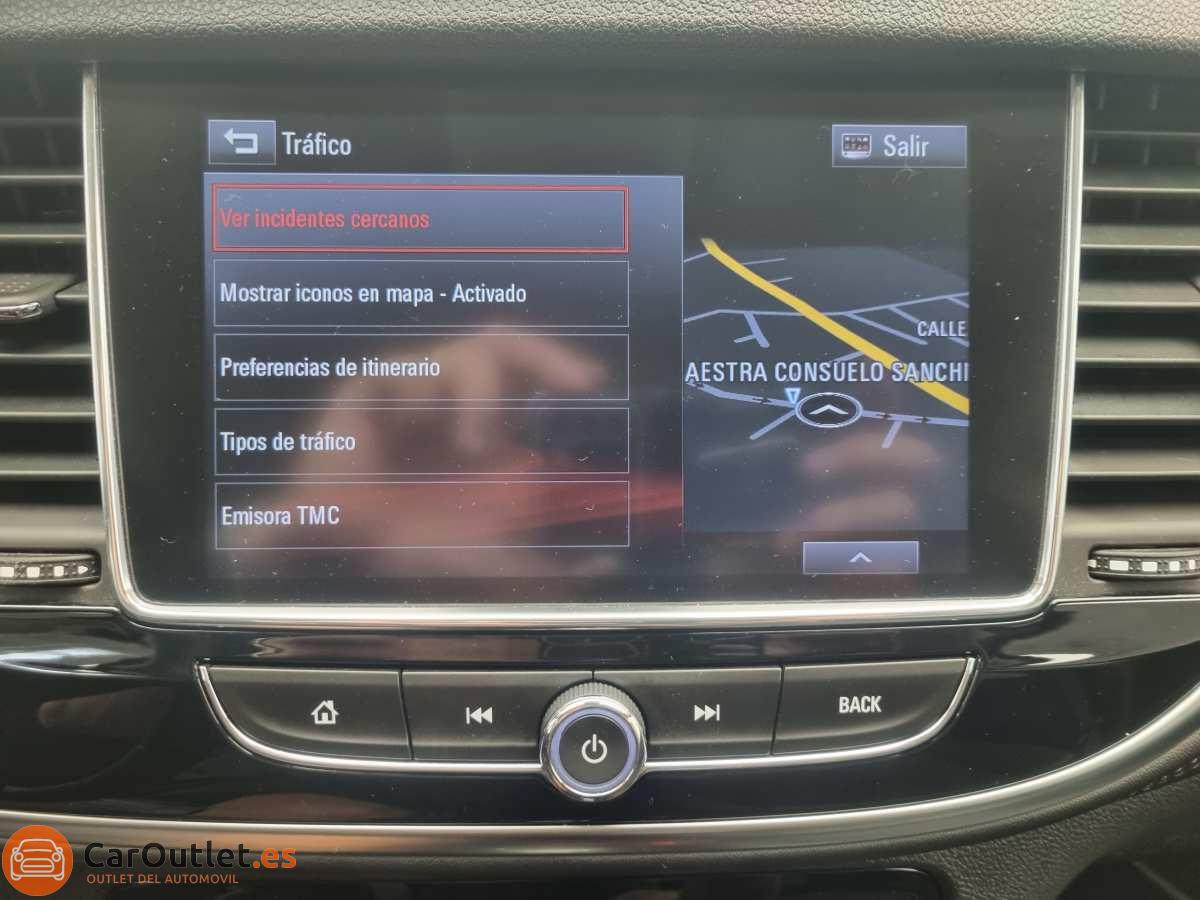 Tráfico
Salir
Ver incidentes cercanos
Mostrar iconos en mapa - Activado
Preferencias de itinerario
Tipos de tráfico
Emisora TMC
CALLE
AESTRA CONSUELO SANCHI
BACK
CarOutlet.es
OUTLET DEL AUTOMOVIL